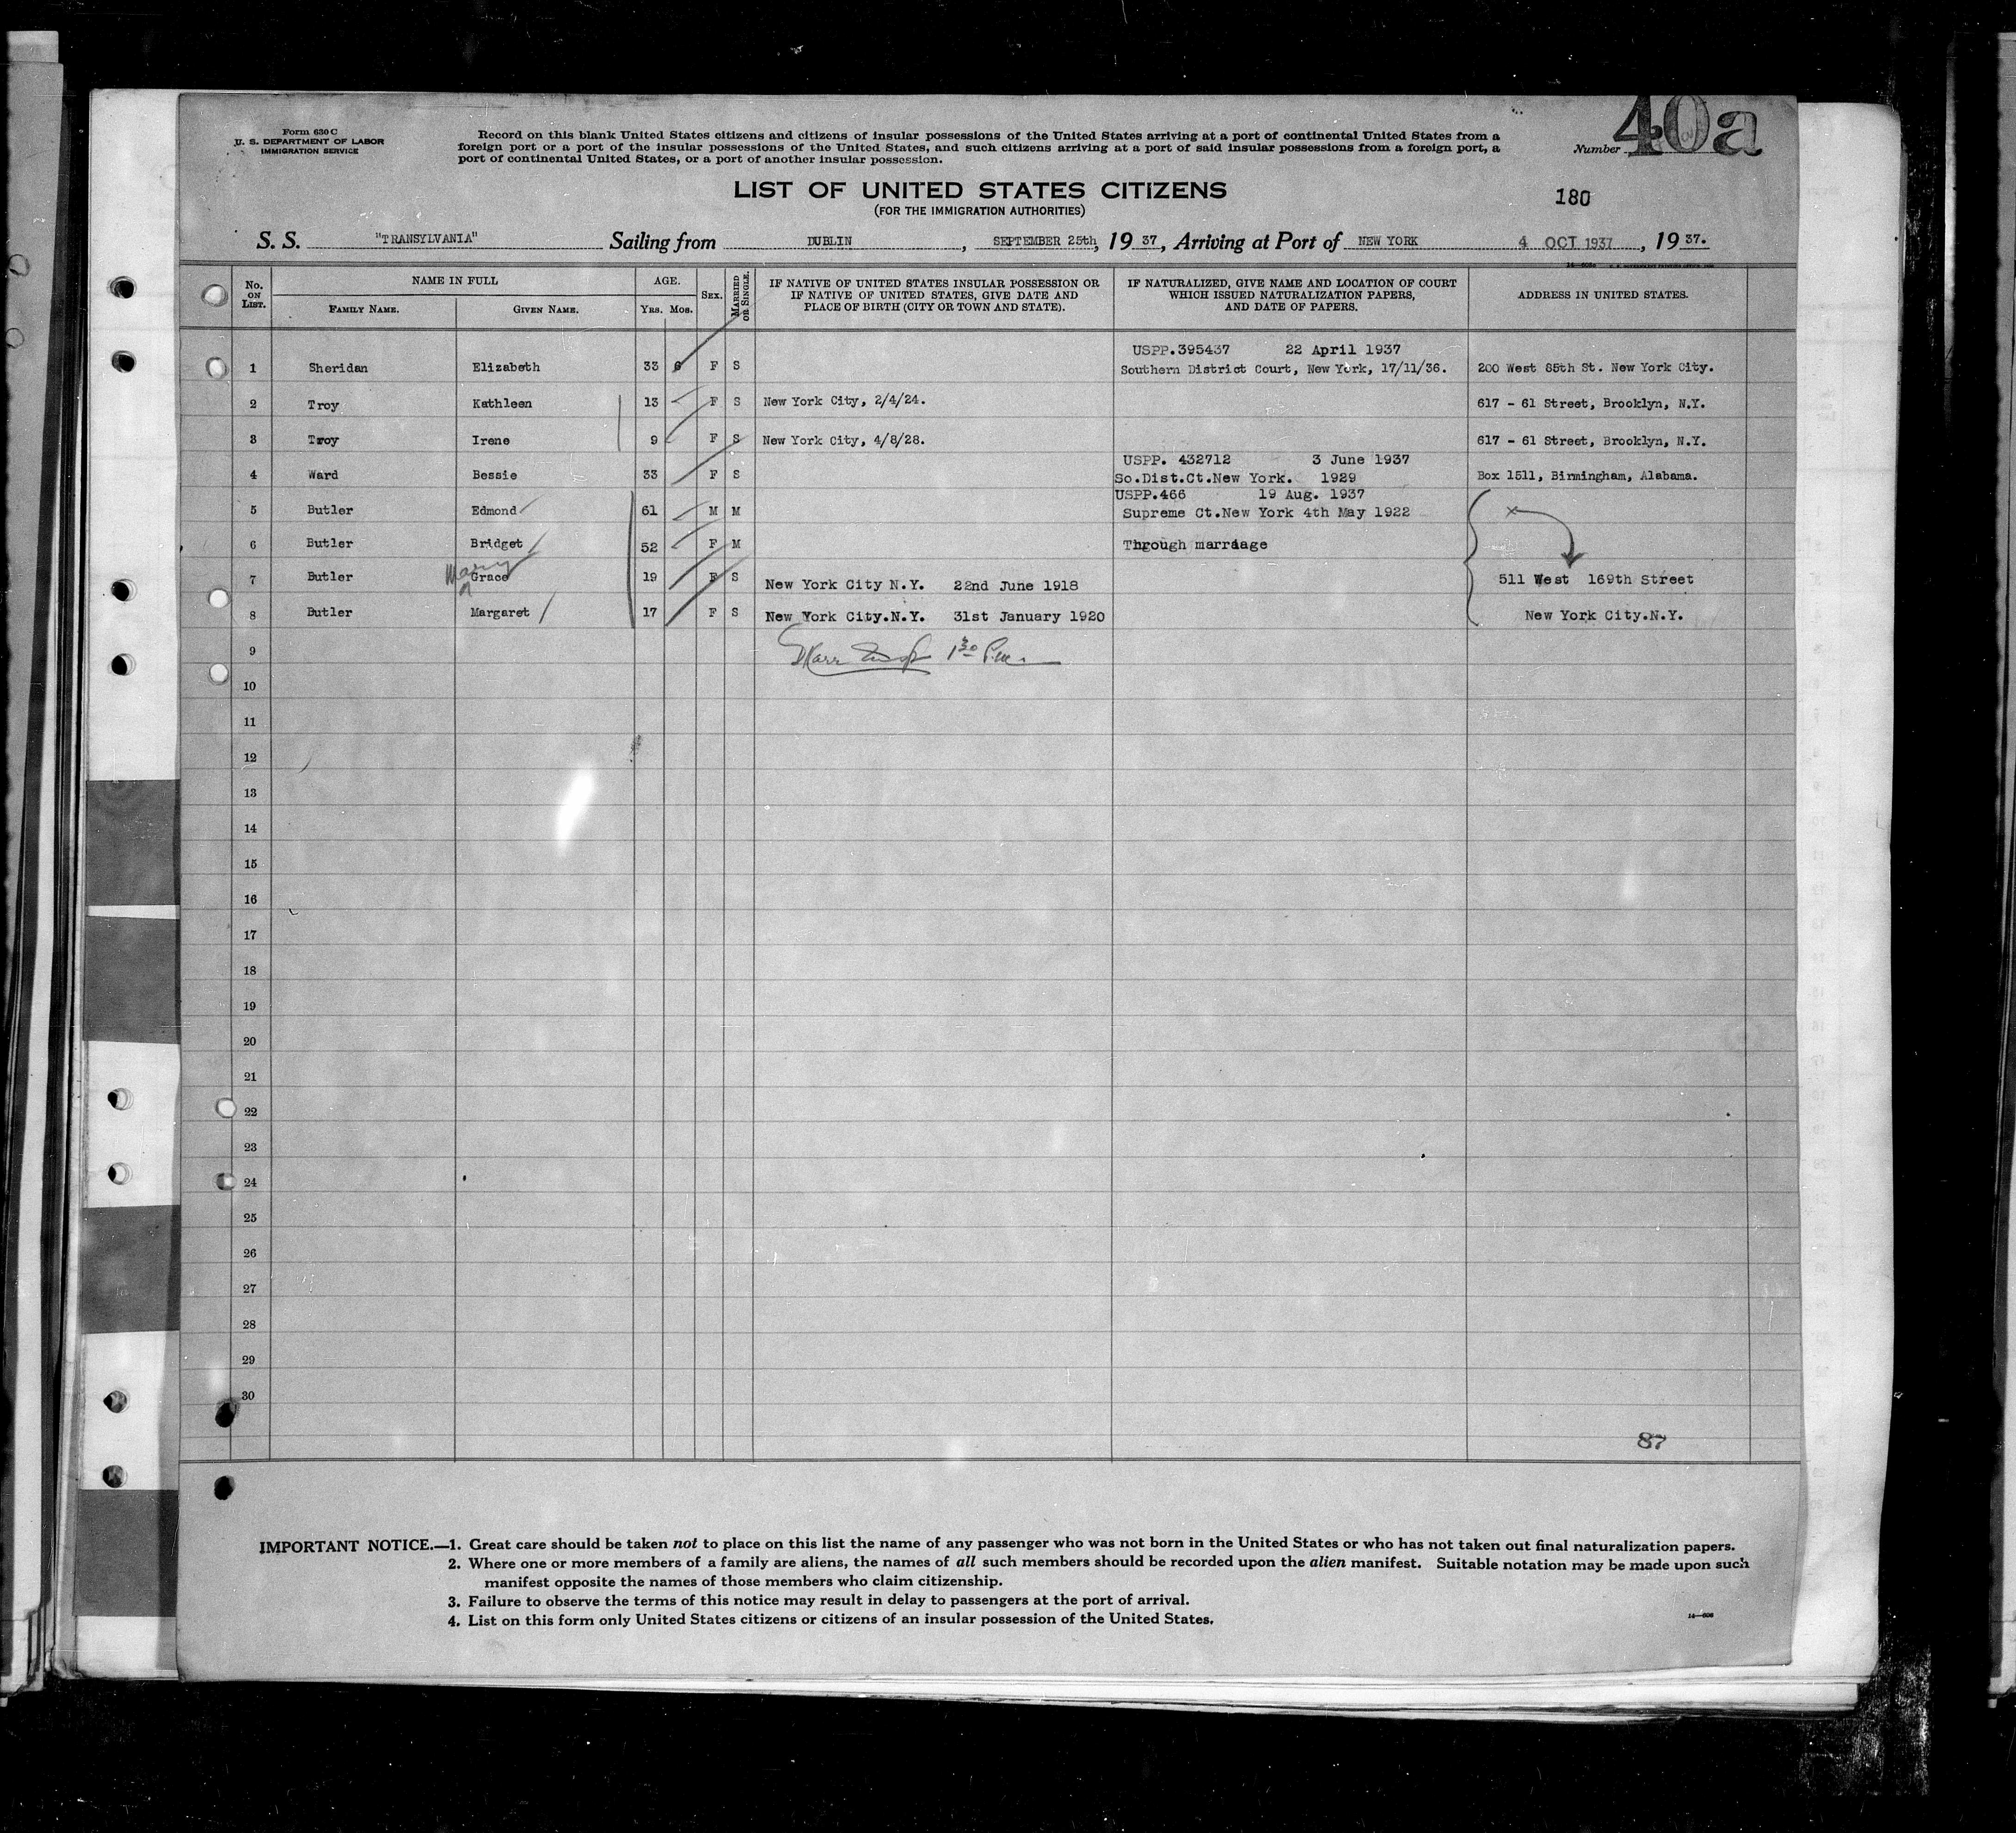 Form 630 C
U. S. DEPARTMENT OF LABOR
IMMIGRATION SERVICE
Record on this blank United States citizens and citizens of insular possessions of the United States arriving at a port of continental United States from a
foreign port or a port of the insular possessions of the United States, and such citizens arriving at a port of said insular possessions from a foreign port, a
port of continental United States, or a port of another insular possession.
Number 40a
LIST OF UNITED STATES CITIZENS
(FOR THE IMMIGRATION AUTHORITIES)
180
S. S. "TRANSYLVANIA" Sailing from DUBLIN, SEPTEMBER 25th, 1937, Arriving at Port of NEW YORK 4 OCT 1937, 1937.
No. ON LIST. NAME IN FULL AGE. SEX. MARRIED OR SINGLE. IF NATIVE OF UNITED STATES INSULAR POSSESSION OR IF NATIVE OF UNITED STATES, GIVE DATE AND PLACE OF BIRTH (CITY OR TOWN AND STATE). IF NATURALIZED, GIVE NAME AND LOCATION OF COURT WHICH ISSUED NATURALIZATION PAPERS, AND DATE OF PAPERS. ADDRESS IN UNITED STATES.
FAMILY NAME. GIVEN NAME. YRS. MOS.
USPP.395437 22 April 1937
1 Sheridan Elizabeth 33 6 F S Southern District Court, New York, 17/11/36. 200 West 85th St. New York City.
2 Troy Kathleen 13 F S New York City, 2/4/24. 617 - 61 Street, Brooklyn, N.Y.
3 Troy Irene 9 F S New York City, 4/8/28. 617 - 61 Street, Brooklyn, N.Y.
USPP. 432712 3 June 1937
4 Ward Bessie 33 F S So.Dist.Ct.New York. 1929 Box 1511, Birmingham, Alabama.
USPP.466 19 Aug. 1937
5 Butler Edmond 61 M M Supreme Ct.New York 4th May 1922 x
6 Butler Bridget 52 F M Through marriage
7 Butler Mary Grace 19 F S New York City N.Y. 22nd June 1918 511 West 169th Street
8 Butler Margaret 17 F S New York City.N.Y. 31st January 1920 New York City.N.Y.
9
10
11
12
13
14
15
16
17
18
19
20
21
22
23
24
25
26
27
28
29
30
87
IMPORTANT NOTICE.—1. Great care should be taken not to place on this list the name of any passenger who was not born in the United States or who has not taken out final naturalization papers.
2. Where one or more members of a family are aliens, the names of all such members should be recorded upon the alien manifest. Suitable notation may be made upon such
manifest opposite the names of those members who claim citizenship.
3. Failure to observe the terms of this notice may result in delay to passengers at the port of arrival.
4. List on this form only United States citizens or citizens of an insular possession of the United States.